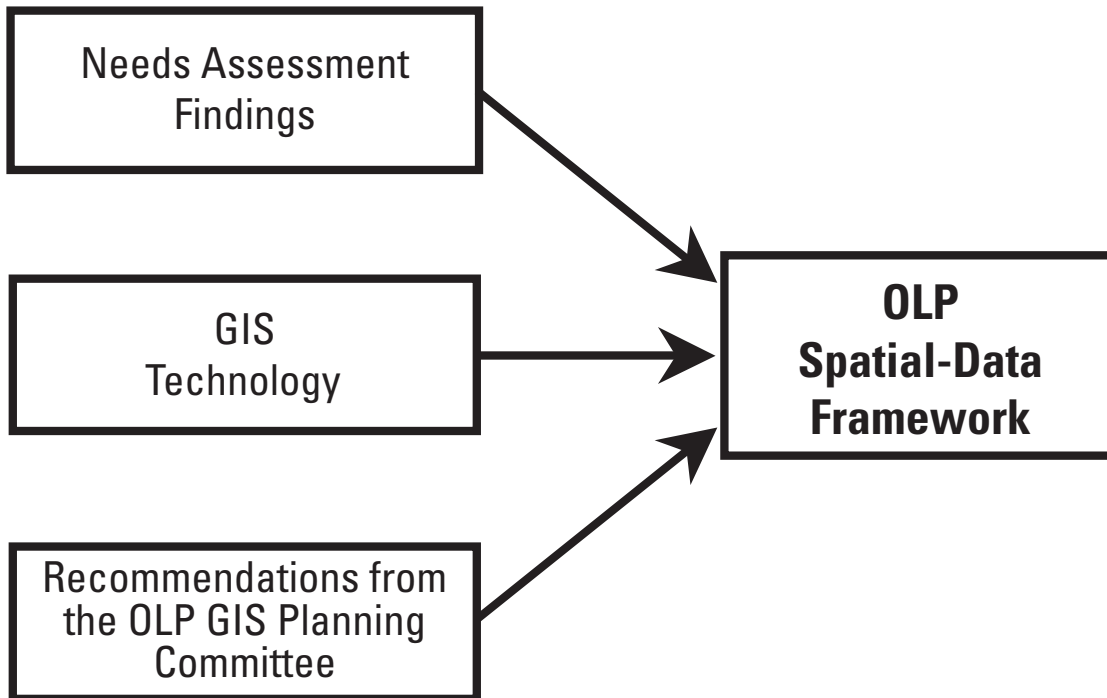 Needs Assessment
Findings
GIS
Technology
Recommendations from
the OLP GIS Planning
Committee
OLP
Spatial-Data
Framework